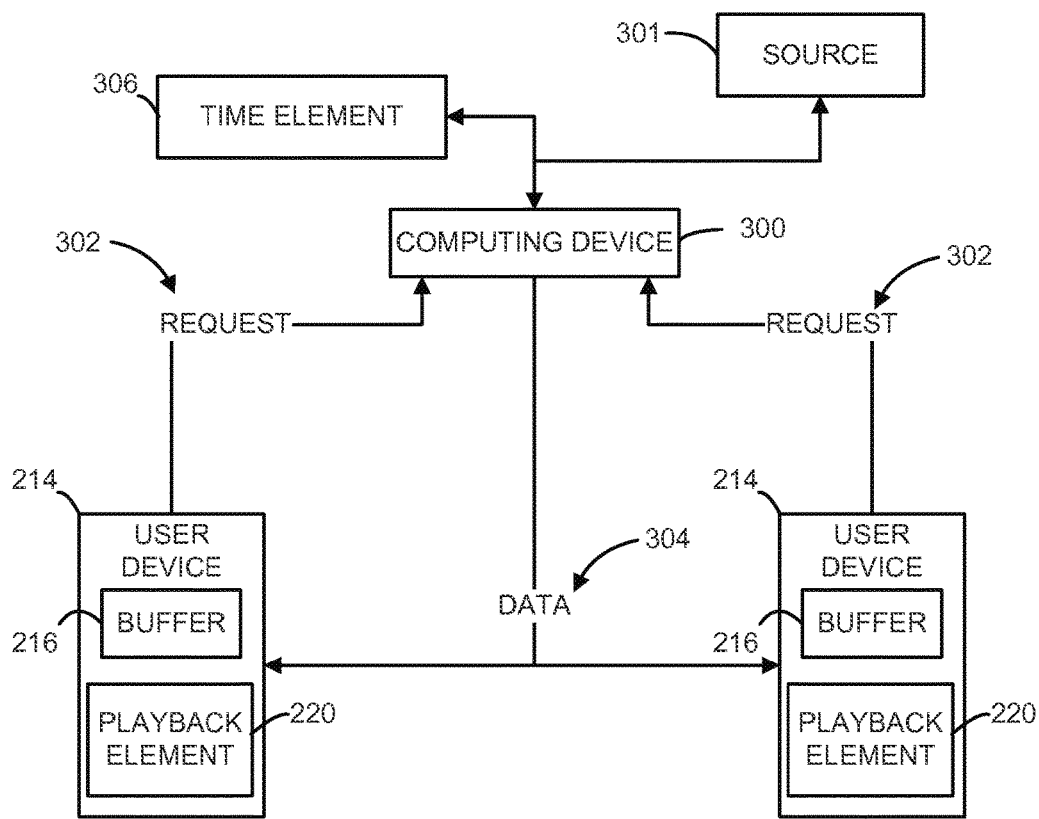 301
SOURCE
306
TIME ELEMENT
302
COMPUTING DEVICE
300
302
REQUEST
REQUEST
214
USER
DEVICE
BUFFER
216
PLAYBACK
ELEMENT
220
304
DATA
214
USER
DEVICE
BUFFER
216
PLAYBACK
ELEMENT
220